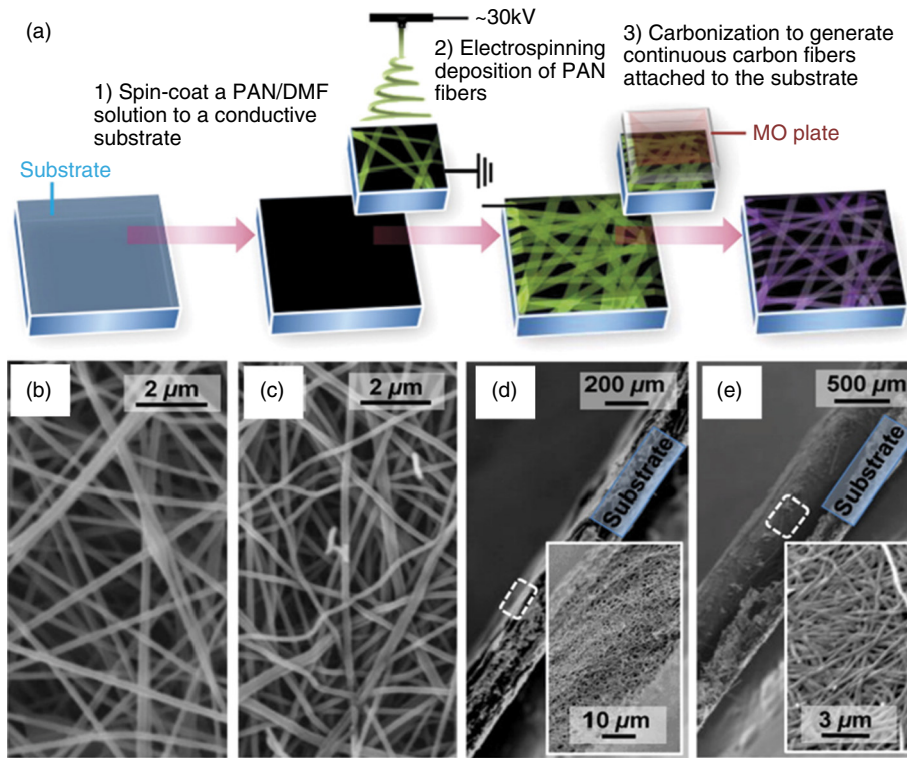 (a)
~30kV
1) Spin-coat a PAN/DMF
solution to a conductive
substrate
2) Electrospinning
deposition of PAN
fibers
3) Carbonization to generate
continuous carbon fibers
attached to the substrate
MO plate
Substrate
(b)
2 µm
(c)
2 µm
(d)
200 µm
Substrate
10 µm
(e)
500 µm
Substrate
3 µm